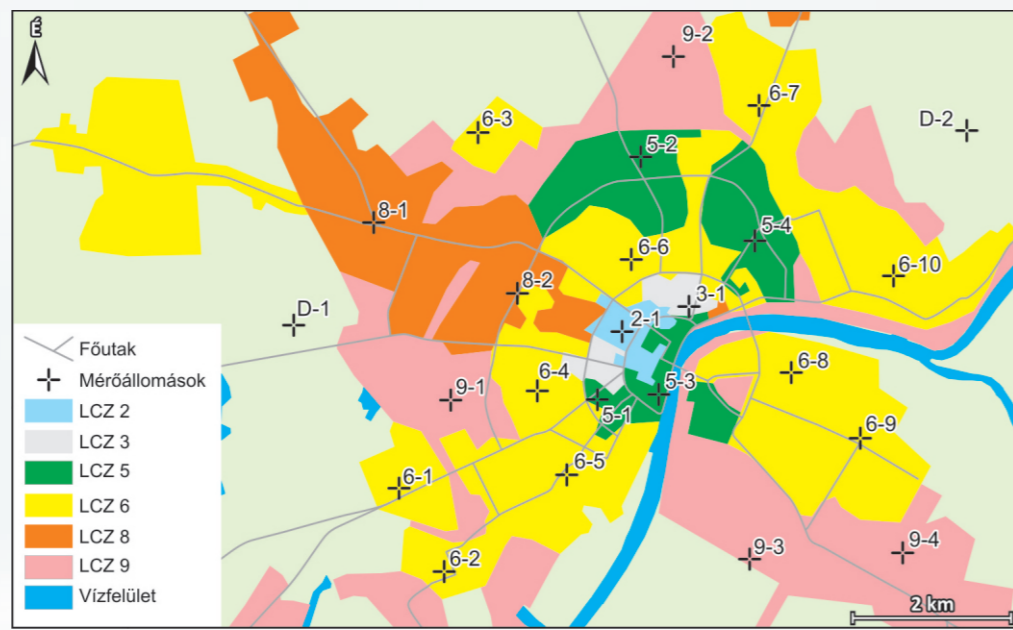 É
9-2
6-7
D-2
6-3
5-2
8-1
5-4
6-6
6-10
8-2
3-1
D-1
2-1
6-8
6-4
5-3
9-1
5-1
6-9
6-5
6-1
9-3
9-4
6-2
Főutak
Mérőállomások
LCZ 2
LCZ 3
LCZ 5
LCZ 6
LCZ 8
LCZ 9
Vízfelület
2 km